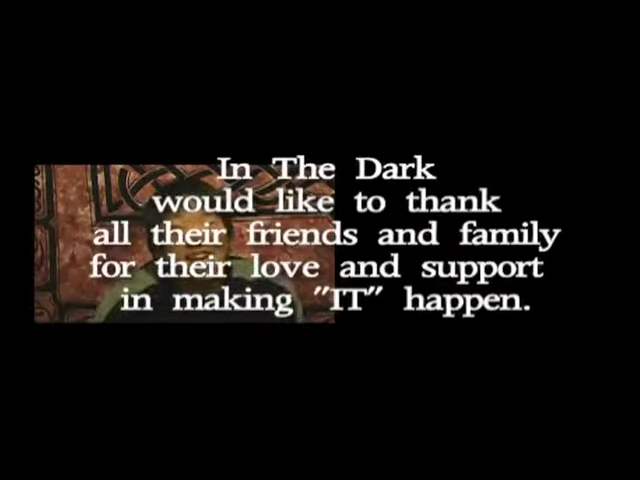 In The Dark
would like to thank
all their friends and family
for their love and support
in making "IT" happen.